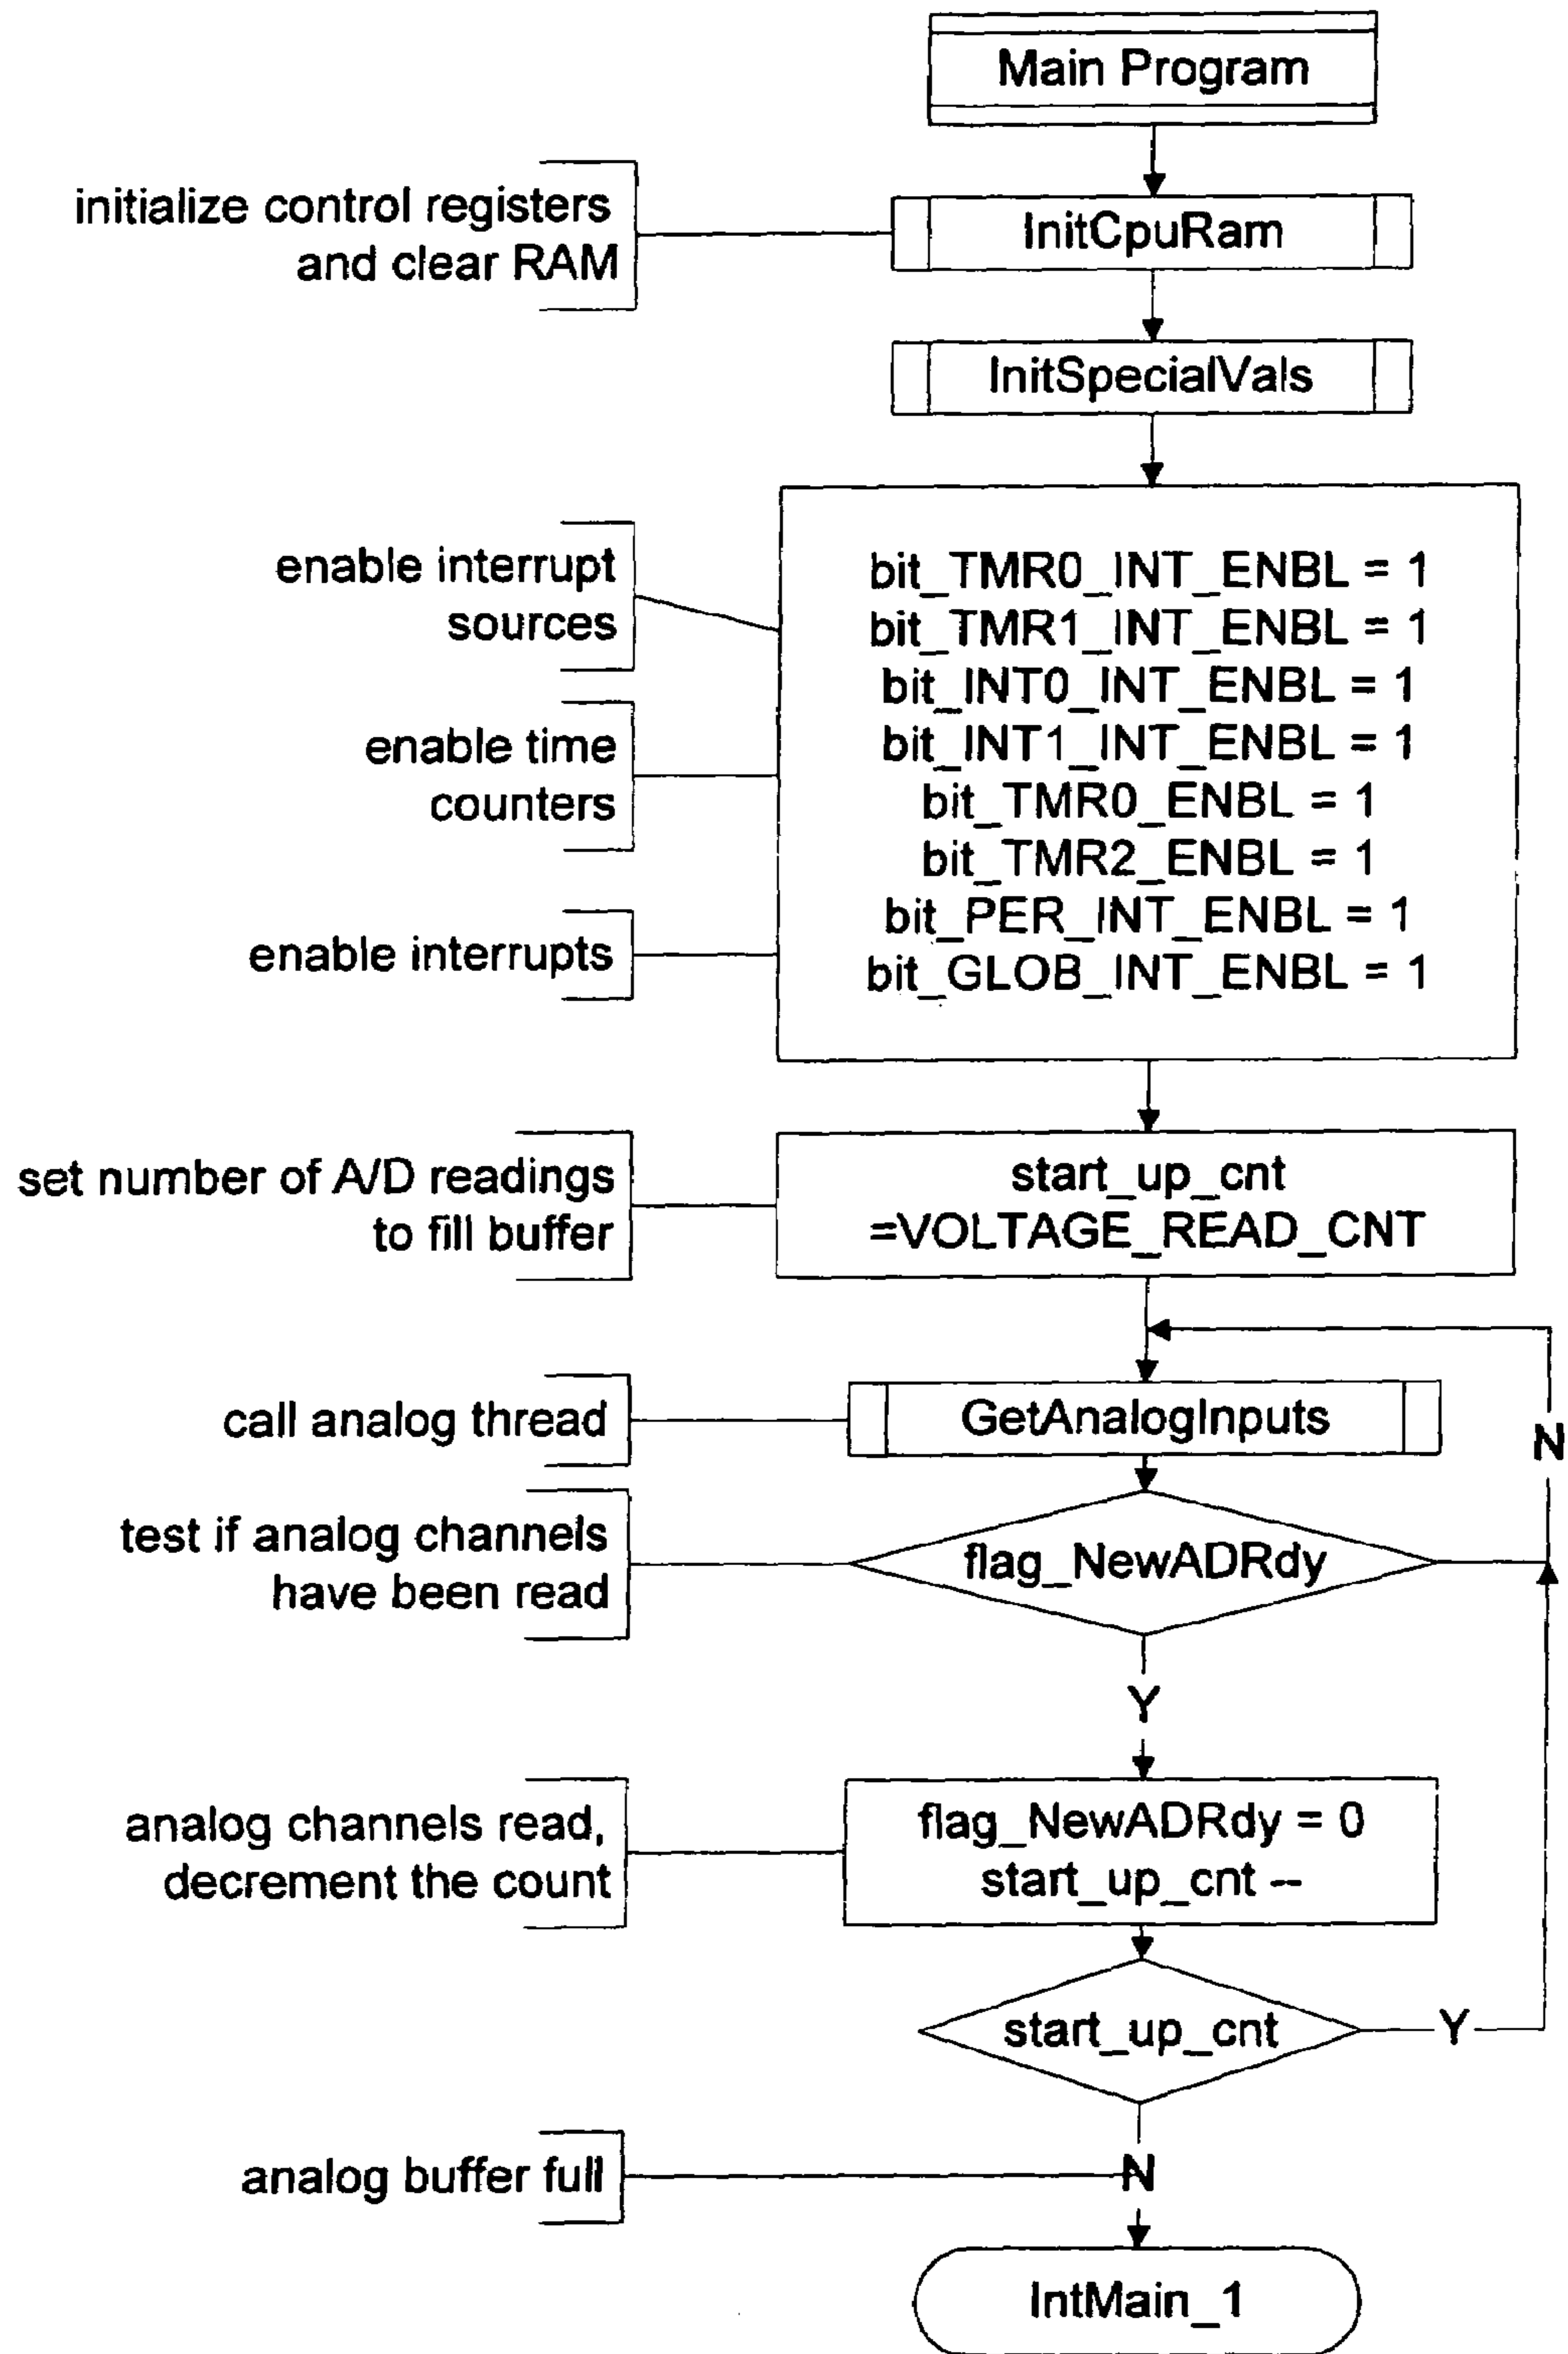 Main Program
initialize control registers
and clear RAM
InitCpuRam
InitSpecialVals
enable interrupt
sources
enable time
counters
enable interrupts
bit_TMR0_INT_ENBL = 1
bit_TMR1_INT_ENBL = 1
bit_INT0_INT_ENBL = 1
bit_INT1_INT_ENBL = 1
bit_TMR0_ENBL = 1
bit_TMR2_ENBL = 1
bit_PER_INT_ENBL = 1
bit_GLOB_INT_ENBL = 1
set number of A/D readings
to fill buffer
start_up_cnt
=VOLTAGE_READ_CNT
call analog thread
GetAnalogInputs
N
test if analog channels
have been read
flag_NewADRdy
Y
analog channels read,
decrement the count
flag_NewADRdy = 0
start_up_cnt --
start_up_cnt
Y
analog buffer full
N
IntMain_1